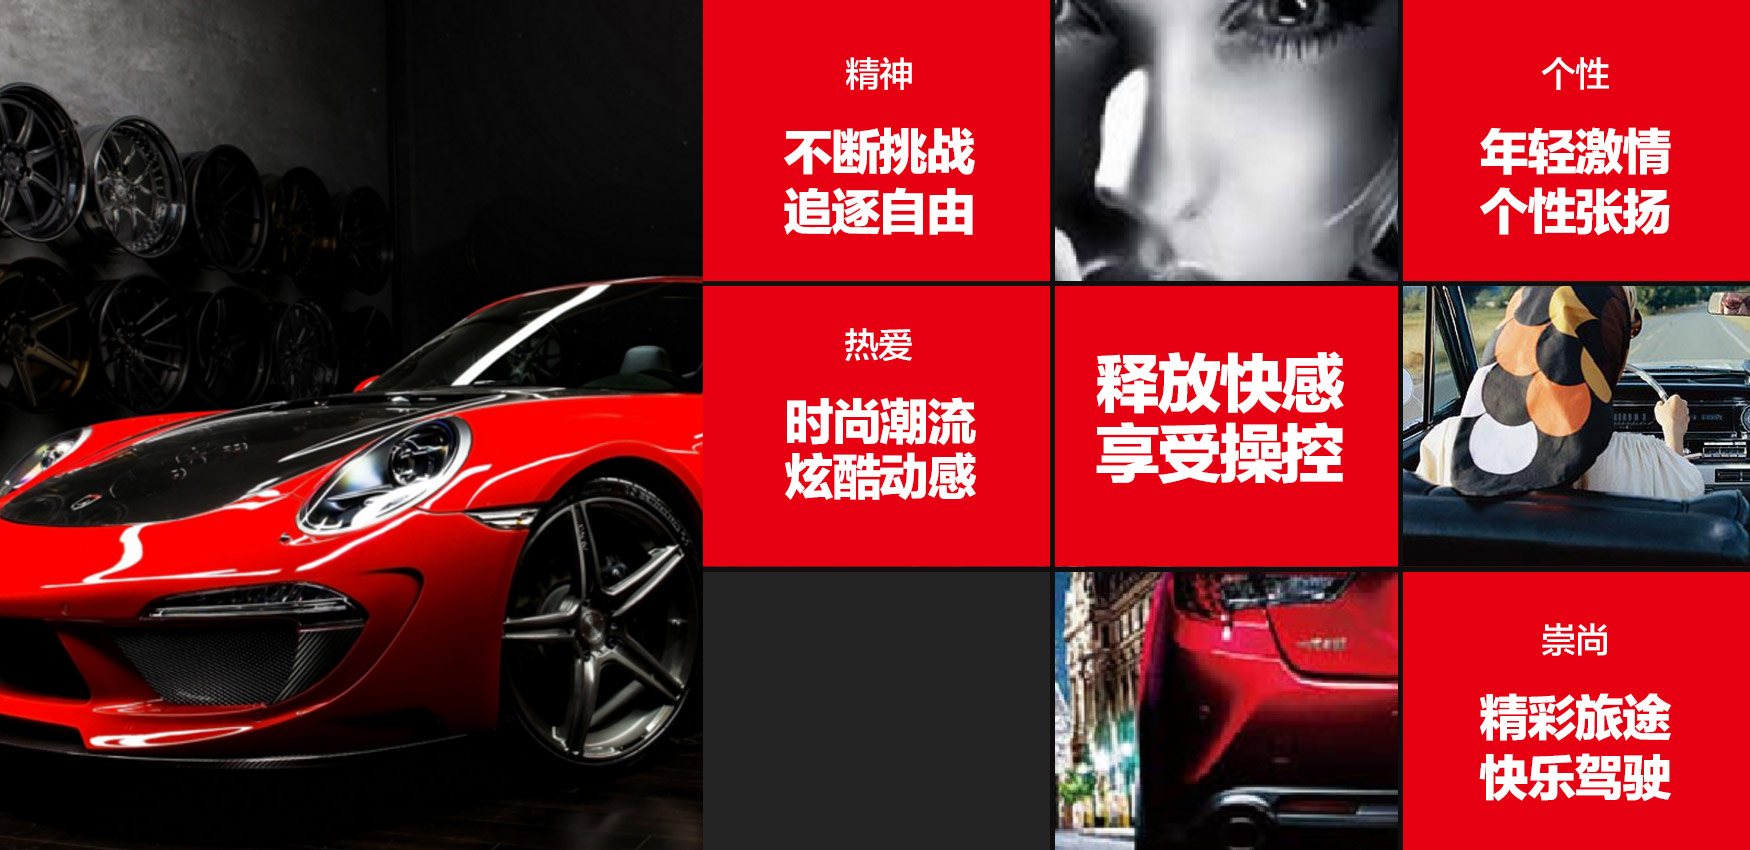 精神
不断挑战
追逐自由
个性
年轻激情
个性张扬
热爱
时尚潮流
炫酷动感
释放快感
享受操控
崇尚
精彩旅途
快乐驾驶